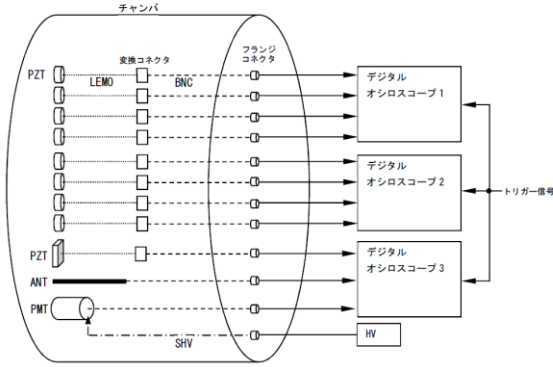 チャンバ
変換コネクタ
フランジ
コネクタ
PZT
LEMO
BNC
デジタル
オシロスコープ1
デジタル
オシロスコープ2
トリガー信号
PZT
デジタル
オシロスコープ3
ANT
PMT
SHV
HV